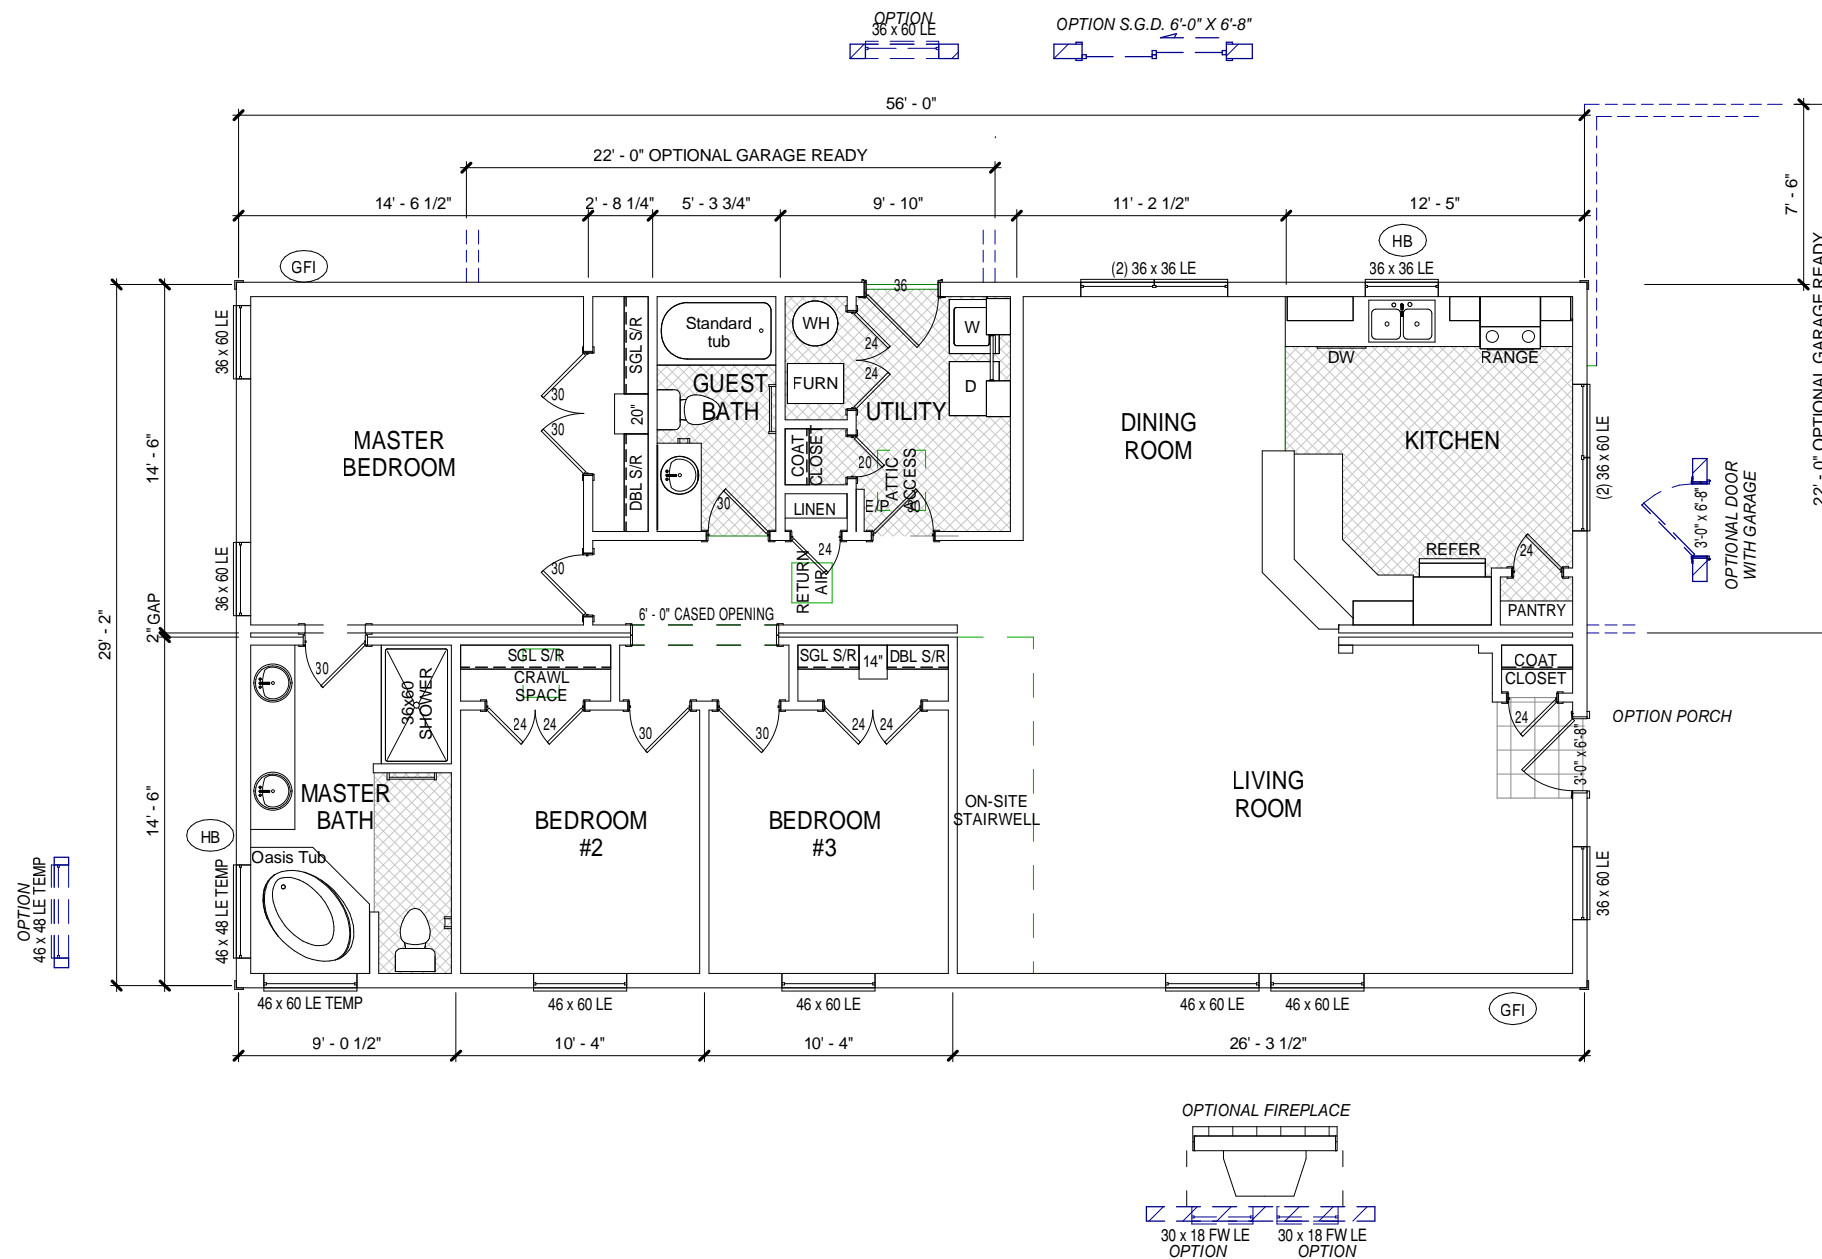 OPTION
36 x 60 LE
OPTION S.G.D. 6'-0" X 6'-8"
56' - 0"
22' - 0" OPTIONAL GARAGE READY
14' - 6 1/2"
2' - 8 1/4"
5' - 3 3/4"
9' - 10"
11' - 2 1/2"
12' - 5"
7' - 6"
22' - 0" OPTIONAL GARAGE READY
GFI
HB
(2) 36 x 36 LE
36 x 36 LE
36
36 x 60 LE
SGL S/R
Standard
tub
WH
24
W
DW
RANGE
FURN
24
D
30
20"
GUEST
BATH
UTILITY
DINING
ROOM
KITCHEN
MASTER
BEDROOM
30
DBL S/R
COAT
CLOSET
20
ATTIC
ACCESS
(2) 36 x 60 LE
14' - 6"
30
LINEN
E/P
30
3'-0" x 6'-8"
OPTIONAL DOOR
WITH GARAGE
24
REFER
24
36 x 60 LE
30
RETURN
AIR
PANTRY
6' - 0" CASED OPENING
2" GAP
29' - 2"
SGL S/R
CRAWL
SPACE
SGL S/R
14"
DBL S/R
COAT
CLOSET
30
36x60
SHOWER
24
24
30
30
24
24
24
OPTION PORCH
3'-0" x 6'-8"
MASTER
BATH
BEDROOM
#2
BEDROOM
#3
ON-SITE
STAIRWELL
LIVING
ROOM
14' - 6"
HB
Oasis Tub
OPTION
46 x 48 LE TEMP
46 x 48 LE TEMP
36 x 60 LE
46 x 60 LE TEMP
46 x 60 LE
46 x 60 LE
46 x 60 LE
46 x 60 LE
GFI
9' - 0 1/2"
10' - 4"
10' - 4"
26' - 3 1/2"
OPTIONAL FIREPLACE
30 x 18 FW LE
OPTION
30 x 18 FW LE
OPTION